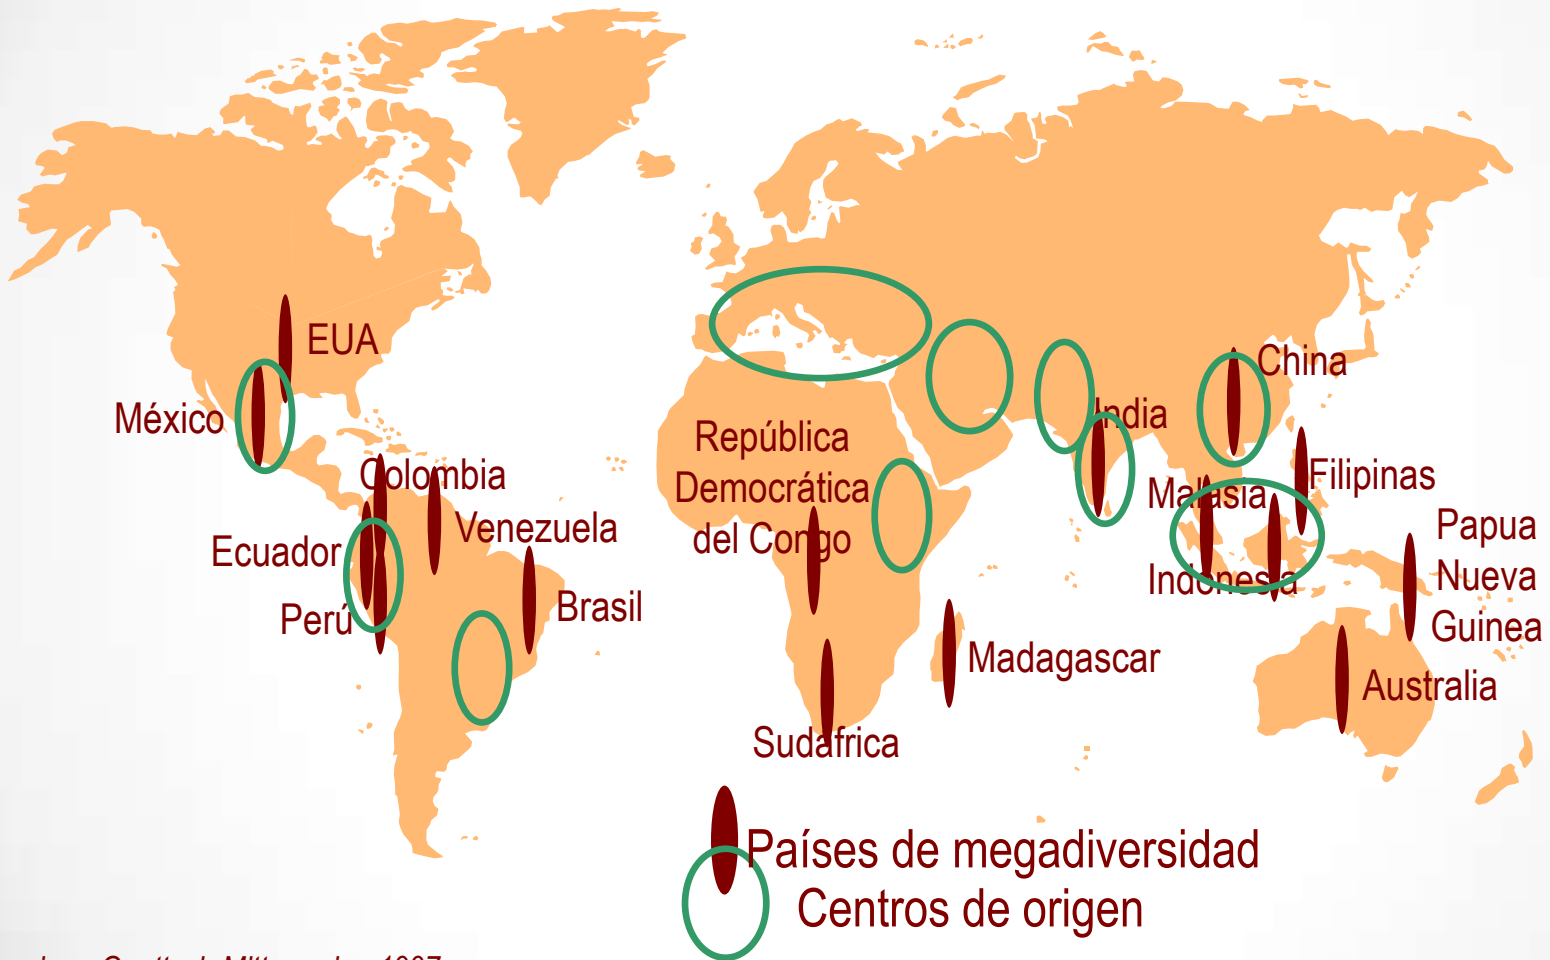 EUA
China
México
India
República
Democrática
del Congo
Colombia
Filipinas
Malasia
Venezuela
Papua
Nueva
Guinea
Ecuador
Indonesia
Perú
Brasil
Madagascar
Australia
Sudáfrica
Países de megadiversidad
Centros de origen